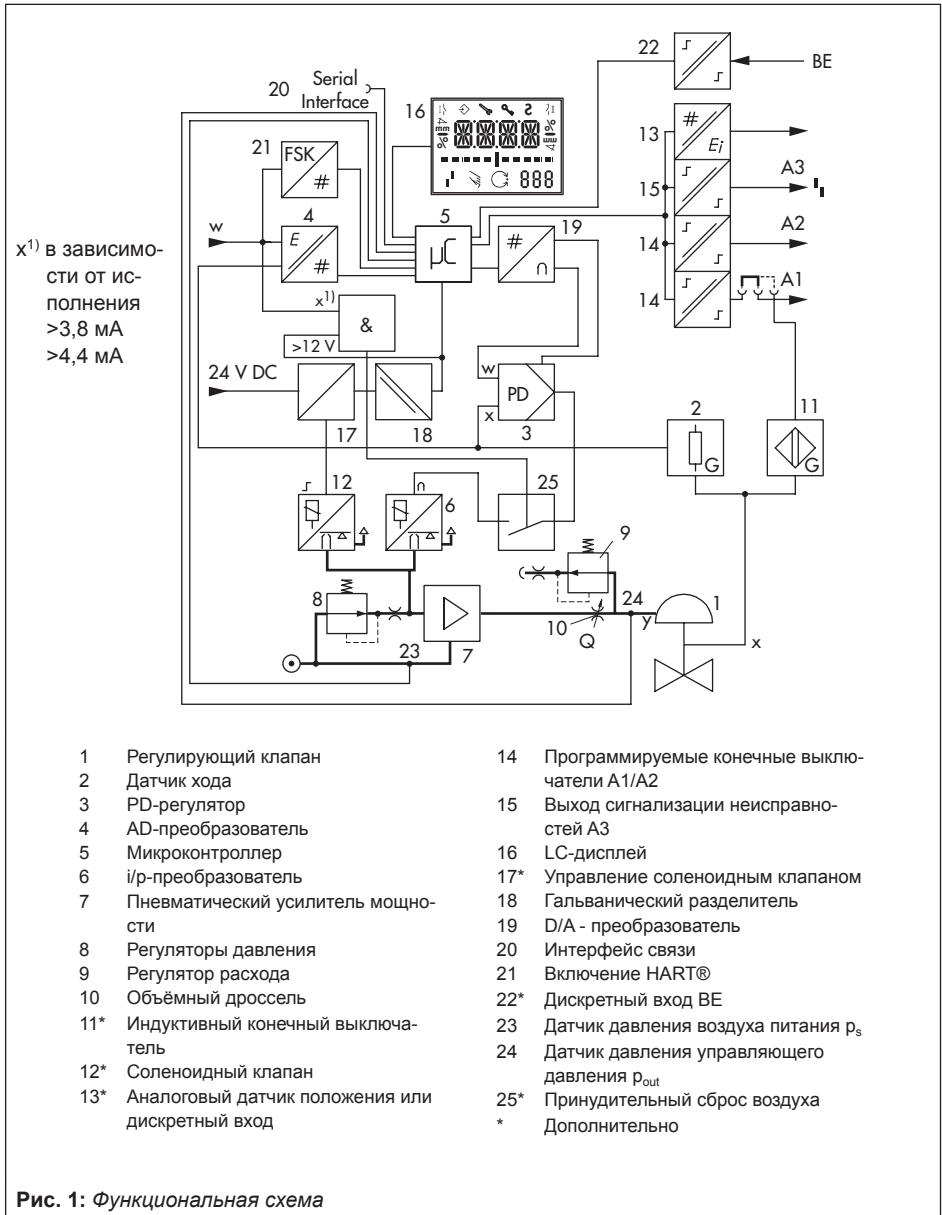 22
BE
20
Serial
Interface
16
mm
%
888
%
mm
13
#
Ei
21
FSK
#
A3
15
w
4
E
#
5
µC
19
#
∩
A2
14
x¹⁾ в зависимо-
сти от ис-
полнения
>3,8 мА
>4,4 мА
x¹⁾
&
>12 V
14
A1
24 V DC
w
PD
x
3
2
G
11
G
17
18
12
∩
6
25
9
8
24
1
10
Q
y
x
23
7
1 Регулирующий клапан
2 Датчик хода
3 PD-регулятор
4 AD-преобразователь
5 Микроконтроллер
6 i/p-преобразователь
7 Пневматический усилитель мощно-
сти
8 Регуляторы давления
9 Регулятор расхода
10 Объёмный дроссель
11* Индуктивный конечный выключа-
тель
12* Соленоидный клапан
13* Аналоговый датчик положения или
дискретный вход
14 Программируемые конечные выклю-
чатели A1/A2
15 Выход сигнализации неисправно-
стей A3
16 LC-дисплей
17* Управление соленоидным клапаном
18 Гальванический разделитель
19 D/A - преобразователь
20 Интерфейс связи
21 Включение HART®
22* Дискретный вход BE
23 Датчик давления воздуха питания pₛ
24 Датчик давления управляющего
давления pout
25* Принудительный сброс воздуха
* Дополнительно
Рис. 1: Функциональная схема